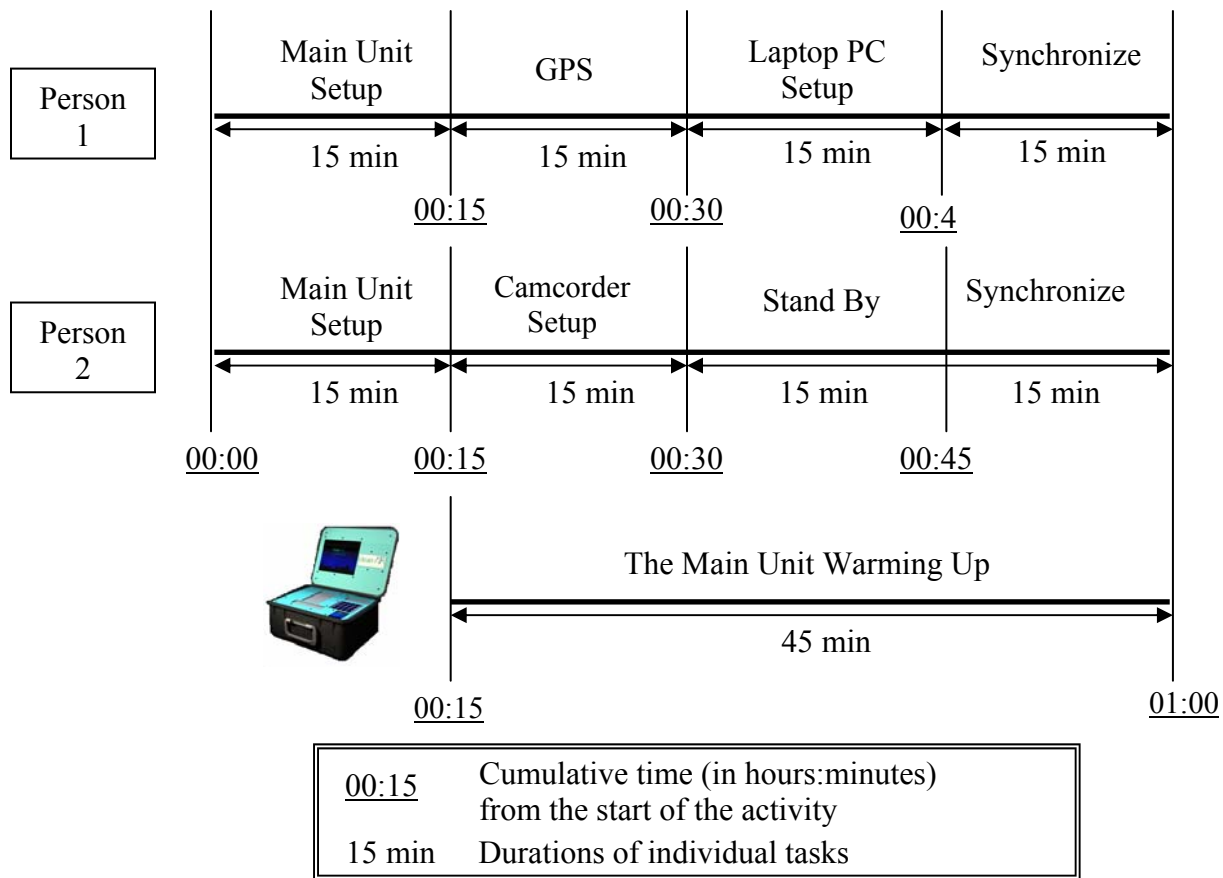 Main Unit
Setup
GPS
Laptop PC
Setup
Synchronize
Person
1
15 min
15 min
15 min
15 min
00:15
00:30
00:4
Main Unit
Setup
Camcorder
Setup
Stand By
Synchronize
Person
2
15 min
15 min
15 min
15 min
00:00
00:15
00:30
00:45
The Main Unit Warming Up
45 min
00:15
01:00
00:15 Cumulative time (in hours:minutes)
from the start of the activity
15 min Durations of individual tasks